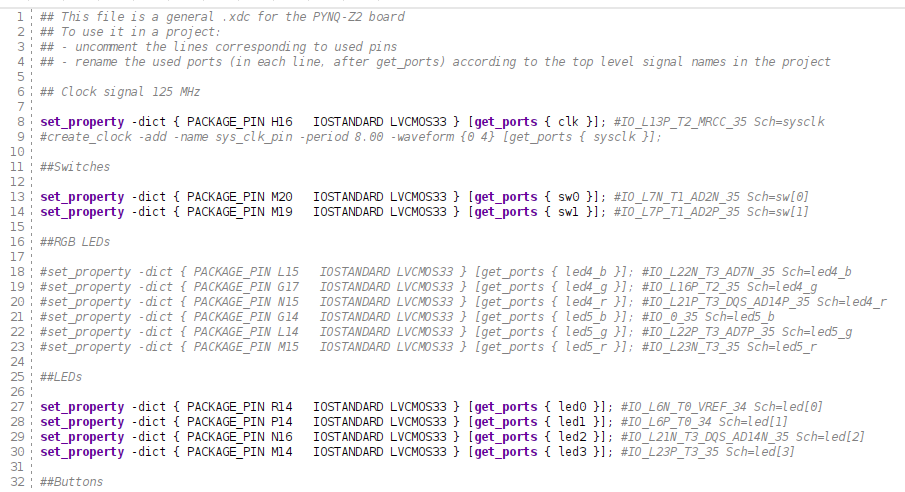 1 ## This file is a general .xdc for the PYNQ-Z2 board
2 ## To use it in a project:
3 ## - uncomment the lines corresponding to used pins
4 ## - rename the used ports (in each line, after get_ports) according to the top level signal names in the project
5
6 ## Clock signal 125 MHz
7
8 set_property -dict { PACKAGE_PIN H16   IOSTANDARD LVCMOS33 } [get_ports { clk }]; #IO_L13P_T2_MRCC_35 Sch=sysclk
9 #create_clock -add -name sys_clk_pin -period 8.00 -waveform {0 4} [get_ports { sysclk }];
10
11 ##Switches
12
13 set_property -dict { PACKAGE_PIN M20   IOSTANDARD LVCMOS33 } [get_ports { sw0 }]; #IO_L7N_T1_AD2N_35 Sch=sw[0]
14 set_property -dict { PACKAGE_PIN M19   IOSTANDARD LVCMOS33 } [get_ports { sw1 }]; #IO_L7P_T1_AD2P_35 Sch=sw[1]
15
16 ##RGB LEDs
17
18 #set_property -dict { PACKAGE_PIN L15   IOSTANDARD LVCMOS33 } [get_ports { led4_b }]; #IO_L22N_T3_AD7N_35 Sch=led4_b
19 #set_property -dict { PACKAGE_PIN G17   IOSTANDARD LVCMOS33 } [get_ports { led4_g }]; #IO_L16P_T2_35 Sch=led4_g
20 #set_property -dict { PACKAGE_PIN N15   IOSTANDARD LVCMOS33 } [get_ports { led4_r }]; #IO_L21P_T3_DQS_AD14P_35 Sch=led4_r
21 #set_property -dict { PACKAGE_PIN G14   IOSTANDARD LVCMOS33 } [get_ports { led5_b }]; #IO_0_35 Sch=led5_b
22 #set_property -dict { PACKAGE_PIN L14   IOSTANDARD LVCMOS33 } [get_ports { led5_g }]; #IO_L22P_T3_AD7P_35 Sch=led5_g
23 #set_property -dict { PACKAGE_PIN M15   IOSTANDARD LVCMOS33 } [get_ports { led5_r }]; #IO_L23N_T3_35 Sch=led5_r
24
25 ##LEDs
26
27 set_property -dict { PACKAGE_PIN R14   IOSTANDARD LVCMOS33 } [get_ports { led0 }]; #IO_L6N_T0_VREF_34 Sch=led[0]
28 set_property -dict { PACKAGE_PIN P14   IOSTANDARD LVCMOS33 } [get_ports { led1 }]; #IO_L6P_T0_34 Sch=led[1]
29 set_property -dict { PACKAGE_PIN N16   IOSTANDARD LVCMOS33 } [get_ports { led2 }]; #IO_L21N_T3_DQS_AD14N_35 Sch=led[2]
30 set_property -dict { PACKAGE_PIN M14   IOSTANDARD LVCMOS33 } [get_ports { led3 }]; #IO_L23P_T3_35 Sch=led[3]
31
32 ##Buttons